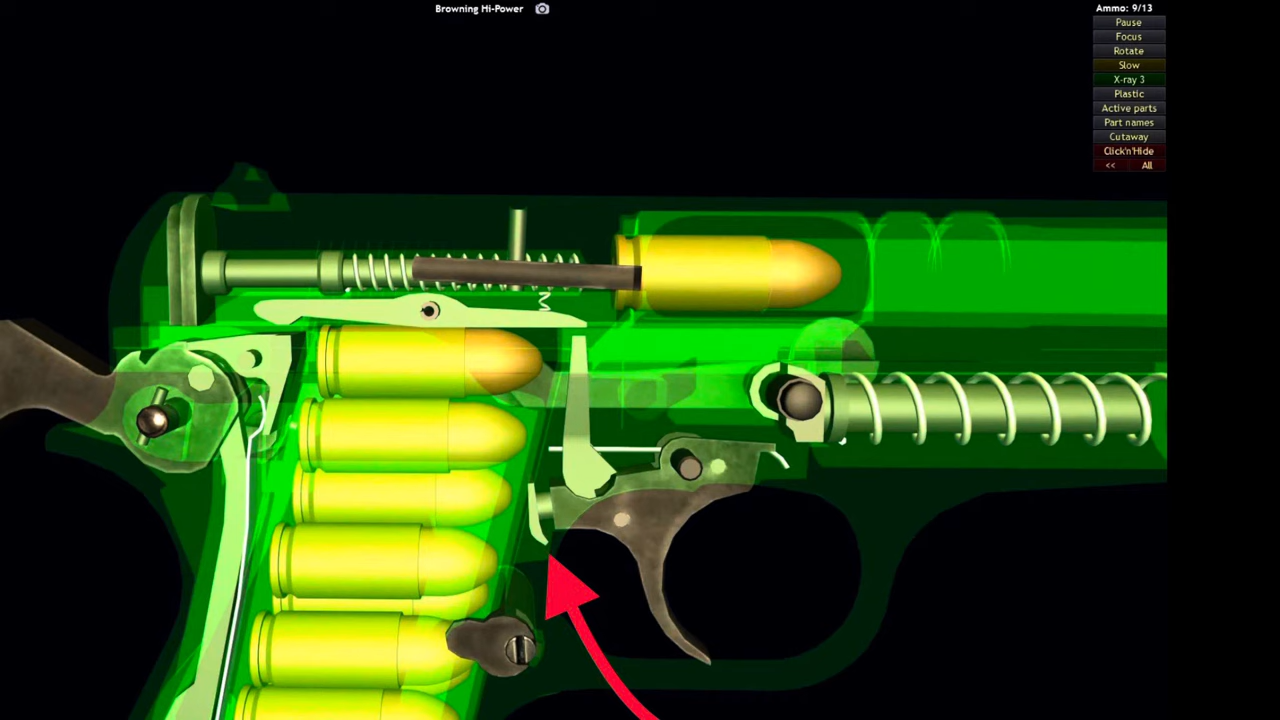 Browning Hi-Power
Ammo: 9/13
Pause
Focus
Rotate
Slow
X-ray 3
Plastic
Active parts
Part names
Cutaway
Click'n'Hide
<< All